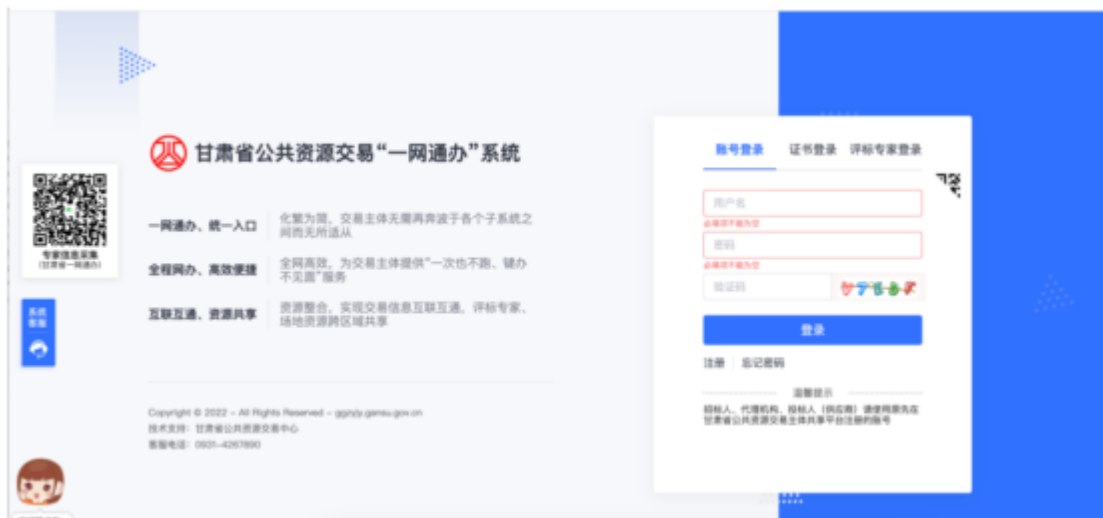 甘肃省公共资源交易“一网通办”系统
专家信息采集
(甘肃省一网通办)
系统
客服
一网通办、统一入口
化繁为简，交易主体无需再奔波于各个子系统之
间而无所适从
全程网办、高效便捷
全网高效，为交易主体提供“一次也不跑、键办
不见面”服务
互联互通、资源共享
资源整合，实现交易信息互联互通，评标专家、
场地资源跨区域共享
Copyright © 2022 - All Rights Reserved - ggzyjy.gansu.gov.cn
技术支持：甘肃省公共资源交易中心
客服电话：0931-4267890
账号登录 证书登录 评标专家登录
用户名
必填项不能为空
密码
必填项不能为空
验证码
登录
注册 忘记密码
温馨提示
招标人、代理机构、投标人（供应商）请使用原先在
甘肃省公共资源交易主体共享平台注册的账号